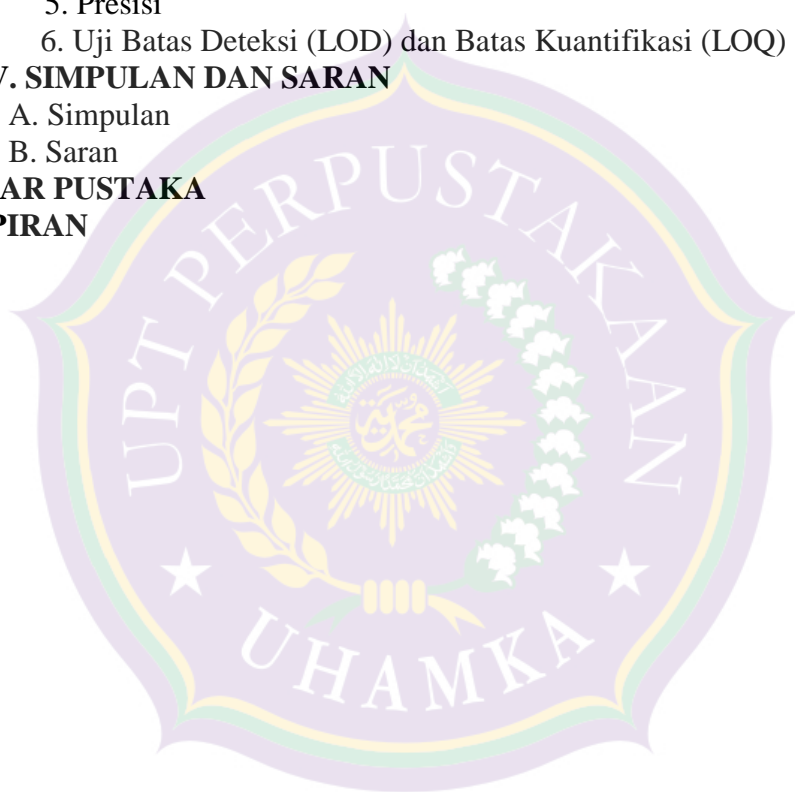 5. Presisi
6. Uji Batas Deteksi (LOD) dan Batas Kuantifikasi (LOQ)
V. SIMPULAN DAN SARAN
A. Simpulan
B. Saran
AR PUSTAKA
PIRAN
UPT PERPUSTAKAAN
UHAMKA